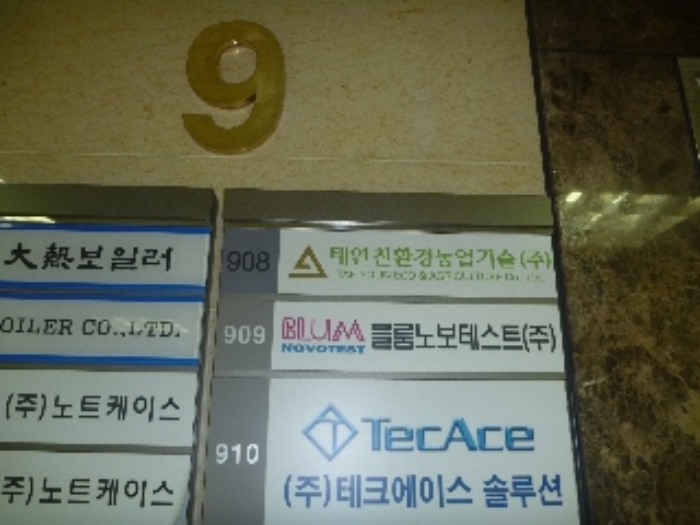 9
大熱보일러
OILER CO.,LTD.
(주)노트케이스
주)노트케이스
908
태연친환경농업기술(주)
909
BLUM
NOVOTEST
블룸노보테스트(주)
910
TecAce
(주)테크에이스 솔루션